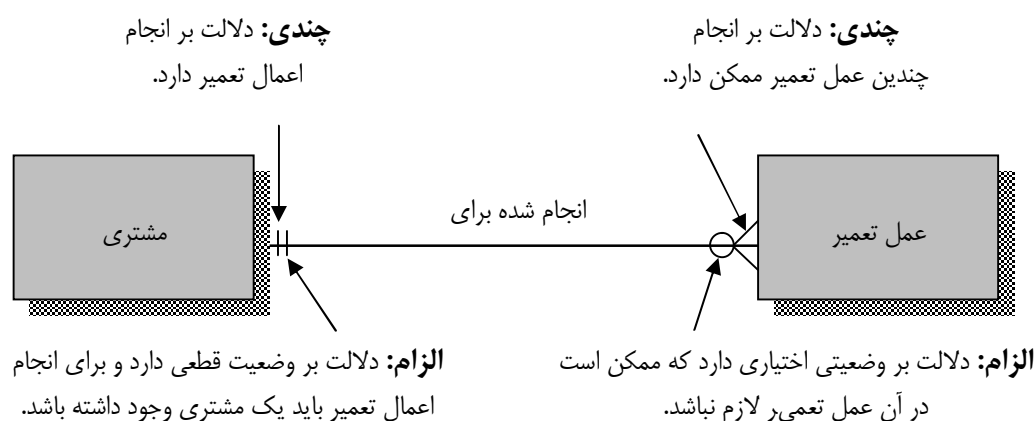 چندی: دلالت بر انجام
چندین عمل تعمیر ممکن دارد.
چندی: دلالت بر انجام
اعمال تعمیر دارد.
عمل تعمیر
انجام شده برای
مشتری
الزام: دلالت بر وضعیتی اختیاری دارد که ممکن است
در آن عمل تعمیر لازم نباشد.
الزام: دلالت بر وضعیت قطعی دارد و برای انجام
اعمال تعمیر باید یک مشتری وجود داشته باشد.